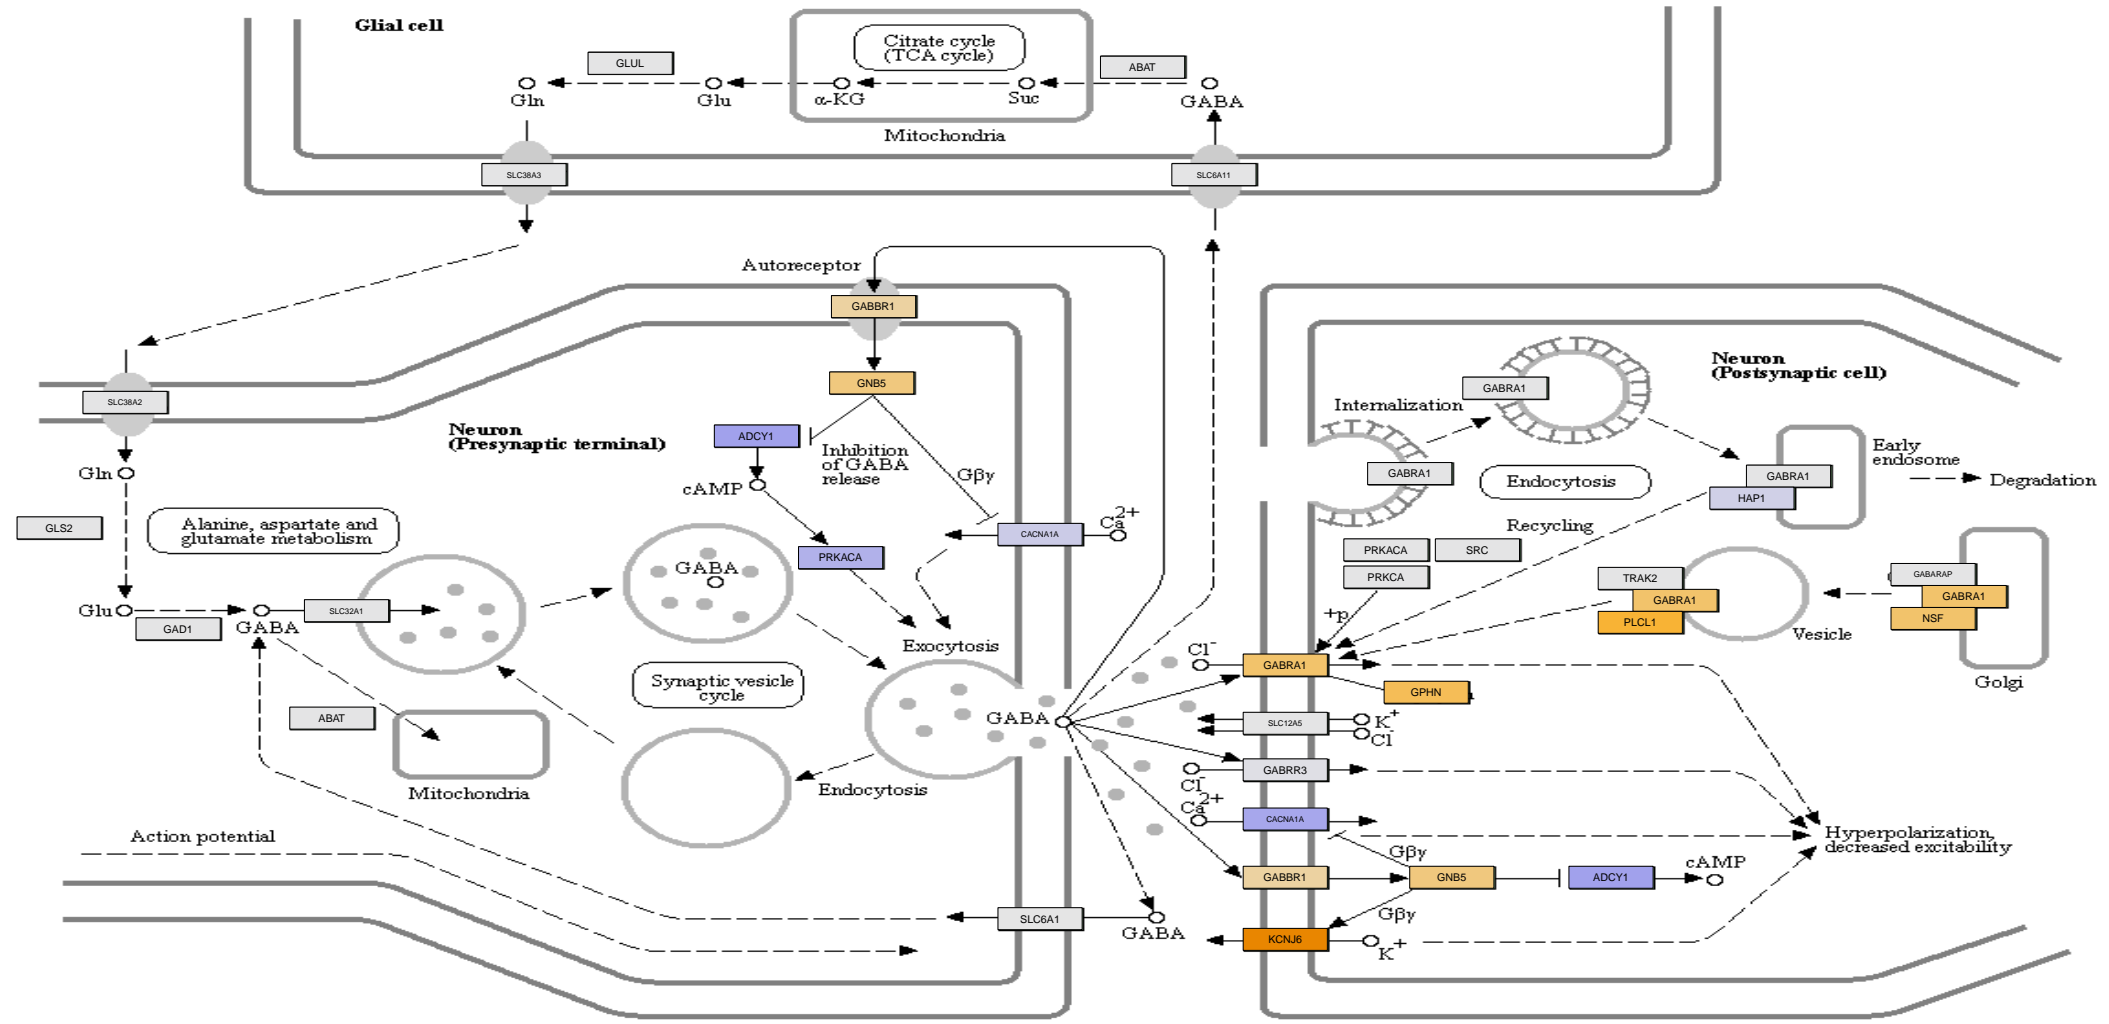 Glial cell
Citrate cycle
(TCA cycle)
GLUL
ABAT
Gln
Glu
α-KG
Suc
GABA
Mitochondria
SLC38A3
SLC6A11
Autoreceptor
GABBR1
GNB5
Neuron
(Presynaptic terminal)
ADCY1
Inhibition
of GABA
release
Gβγ
cAMP
SLC38A2
Gln
GLS2
Alanine, aspartate and
glutamate metabolism
PRKACA
CACNA1A
Ca2+
GABA
Glu
GAD1
GABA
SLC32A1
Exocytosis
Synaptic vesicle
cycle
ABAT
GABA
Mitochondria
Endocytosis
Action potential
SLC6A1
GABA
Neuron
(Postsynaptic cell)
GABRA1
Internalization
GABRA1
Endocytosis
GABRA1
HAP1
Early
endosome
Degradation
Recycling
PRKACA
SRC
PRKCA
+p
TRAK2
GABRA1
PLCL1
Vesicle
GABARAP
GABRA1
NSF
Golgi
Cl-
GABRA1
GPHN
SLC12A5
K+
Cl-
GABRR3
Cl-
Ca2+
CACNA1A
Hyperpolarization,
decreased excitability
Gβγ
GABBR1
GNB5
ADCY1
cAMP
Gβγ
KCNJ6
K+